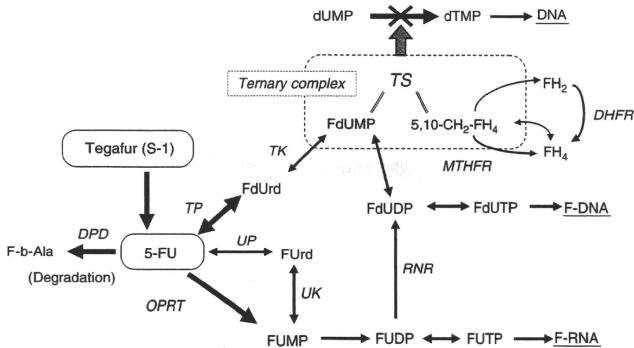 dUMP dTMP DNA
Ternary complex TS FH2
DHFR
FdUMP 5,10-CH2-FH4
MTHFR FH4
Tegafur (S-1) TK
FdUrd
TP FdUDP FdUTP F-DNA
DPD
F-b-Ala 5-FU UP FUrd
(Degradation) RNR
OPRT UK
FUMP FUDP FUTP F-RNA